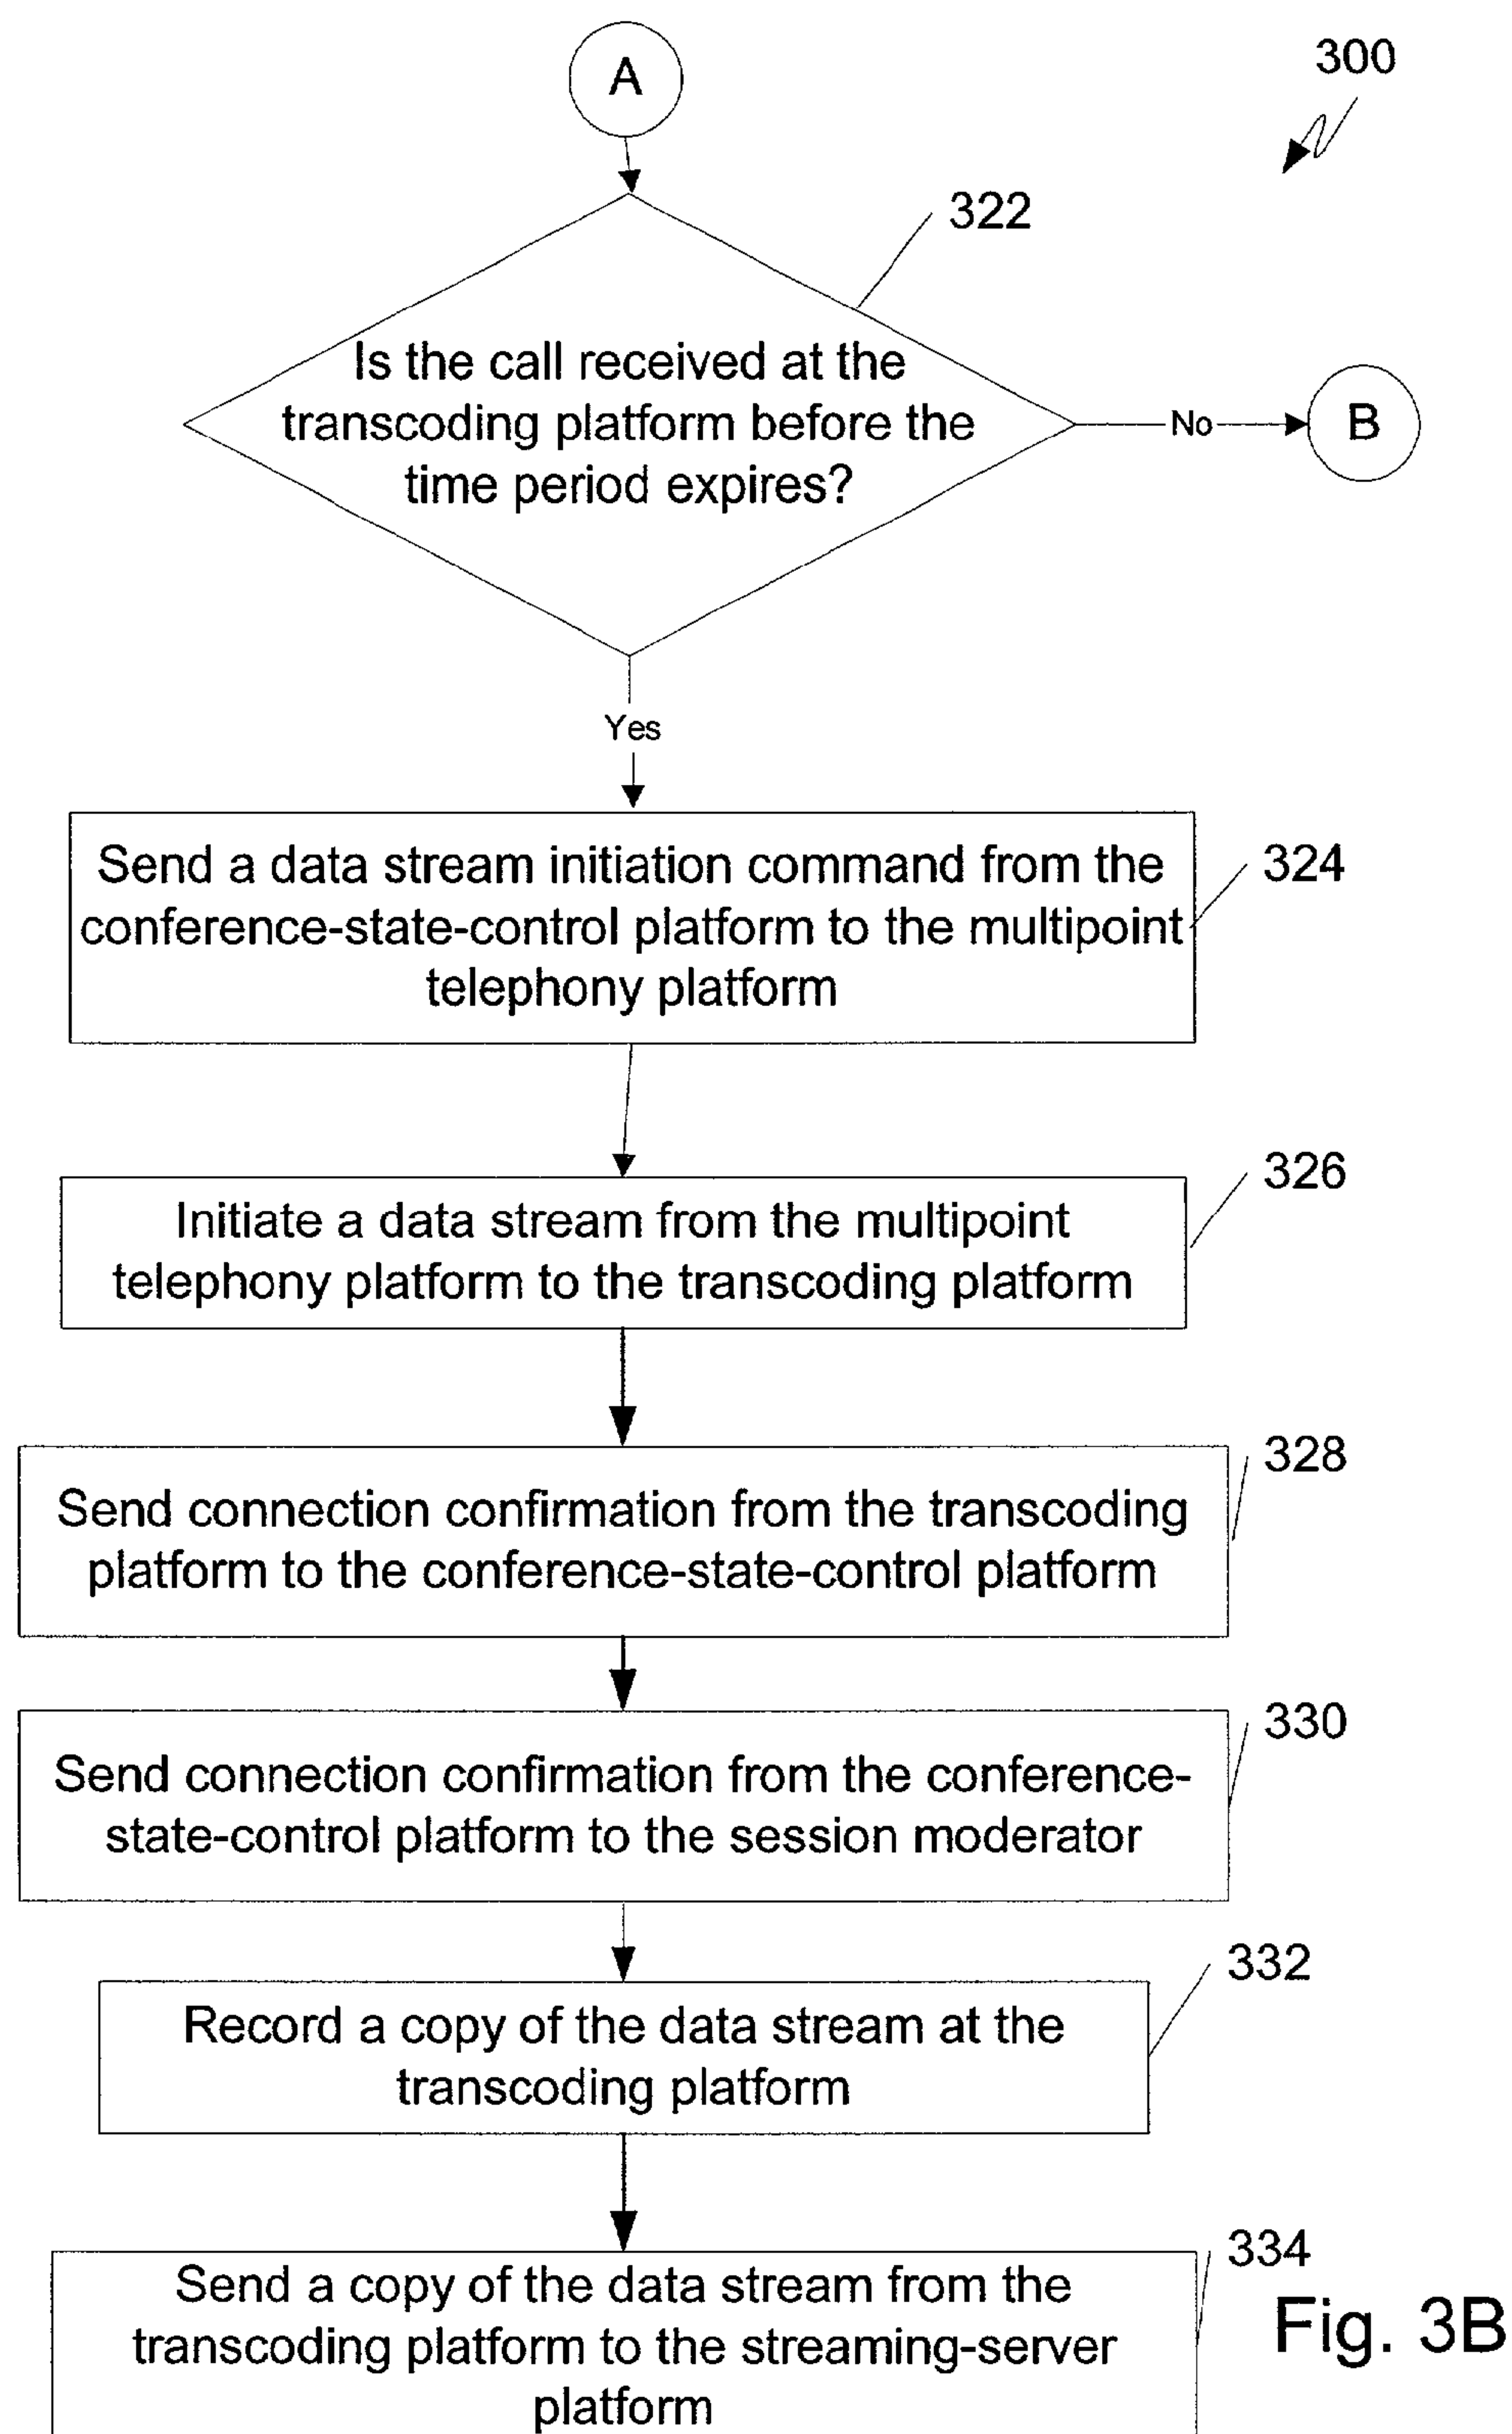 A
300
322
Is the call received at the
transcoding platform before the
time period expires?
No
B
Yes
Send a data stream initiation command from the
conference-state-control platform to the multipoint
telephony platform
324
Initiate a data stream from the multipoint
telephony platform to the transcoding platform
326
Send connection confirmation from the transcoding
platform to the conference-state-control platform
328
Send connection confirmation from the conference-
state-control platform to the session moderator
330
Record a copy of the data stream at the
transcoding platform
332
Send a copy of the data stream from the
transcoding platform to the streaming-server
platform
334
Fig. 3B